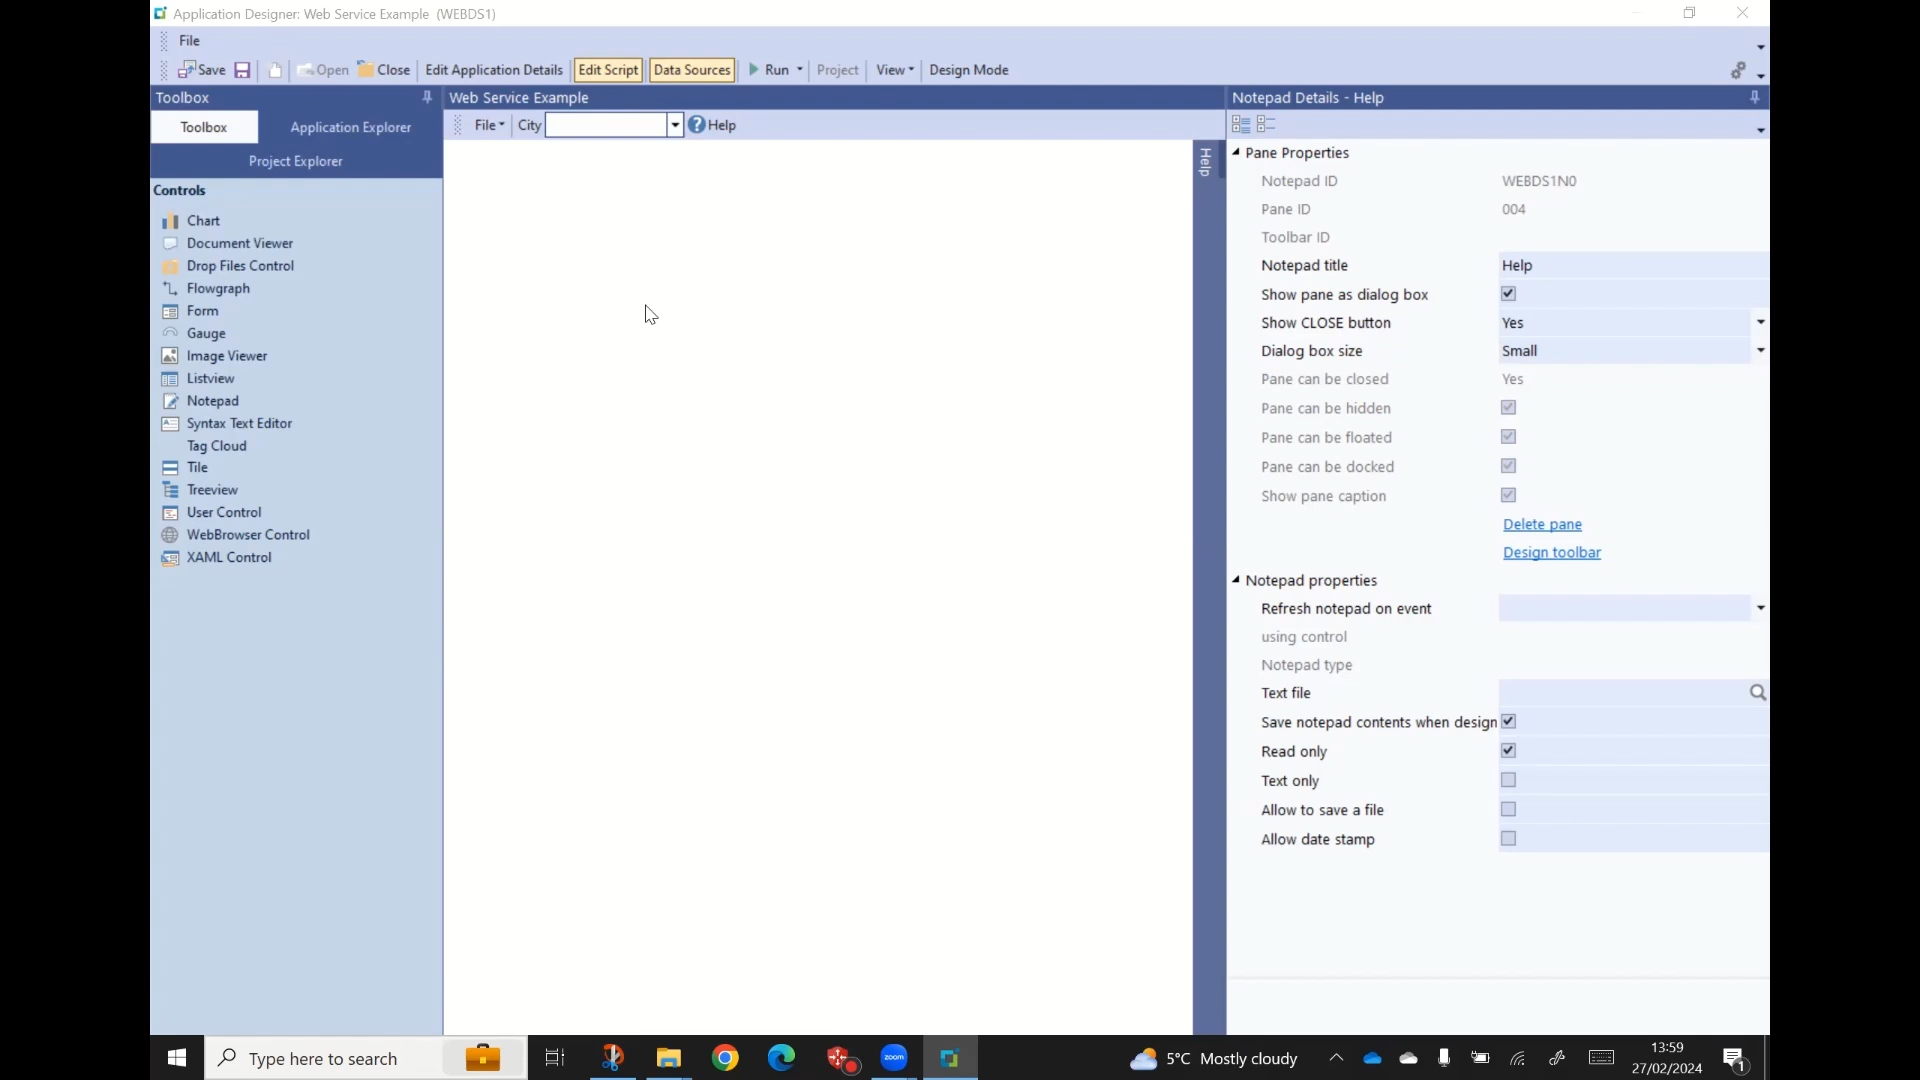 Application Designer: Web Service Example (WEBDS1)
File
Save Open Close Edit Application Details Edit Script Data Sources Run Project View Design Mode
Toolbox
Toolbox Application Explorer
Project Explorer
Controls
Chart
Document Viewer
Drop Files Control
Flowgraph
Form
Gauge
Image Viewer
Listview
Notepad
Syntax Text Editor
Tag Cloud
Tile
Treeview
User Control
WebBrowser Control
XAML Control
Web Service Example
File City Help
Help
Notepad Details - Help
Pane Properties
Notepad ID WEBDS1N0
Pane ID 004
Toolbar ID
Notepad title Help
Show pane as dialog box
Show CLOSE button Yes
Dialog box size Small
Pane can be closed Yes
Pane can be hidden
Pane can be floated
Pane can be docked
Show pane caption
Delete pane
Design toolbar
Notepad properties
Refresh notepad on event
using control
Notepad type
Text file
Save notepad contents when design
Read only
Text only
Allow to save a file
Allow date stamp
Type here to search
zoom
5°C Mostly cloudy
13:59
27/02/2024
1